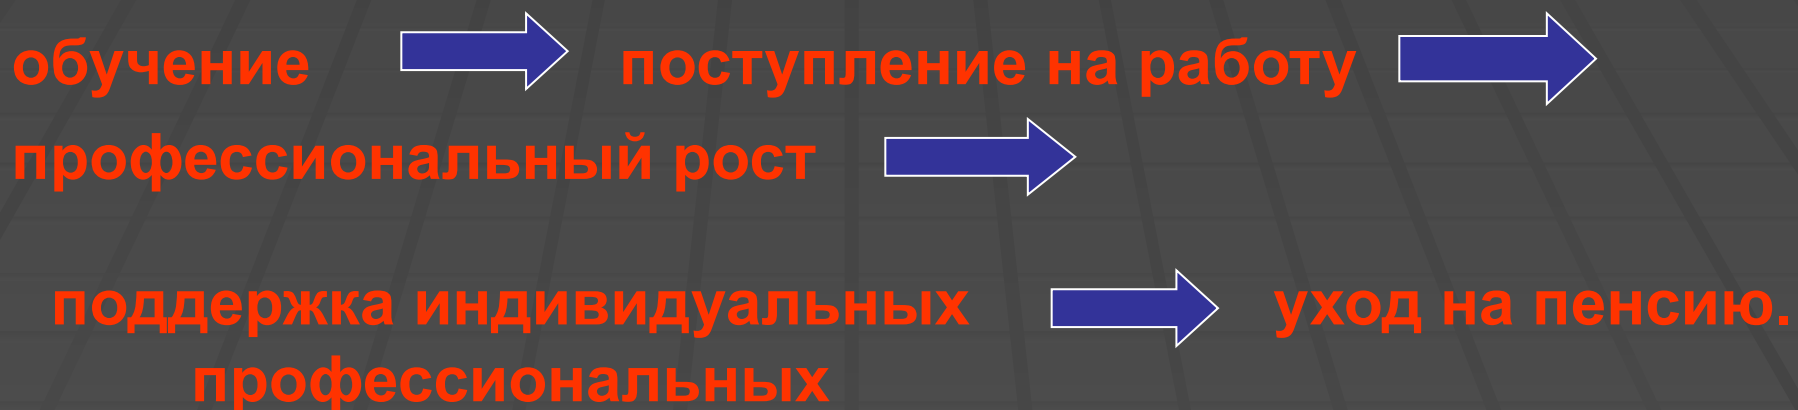 обучение поступление на работу
профессиональный рост
поддержка индивидуальных уход на пенсию.
профессиональных